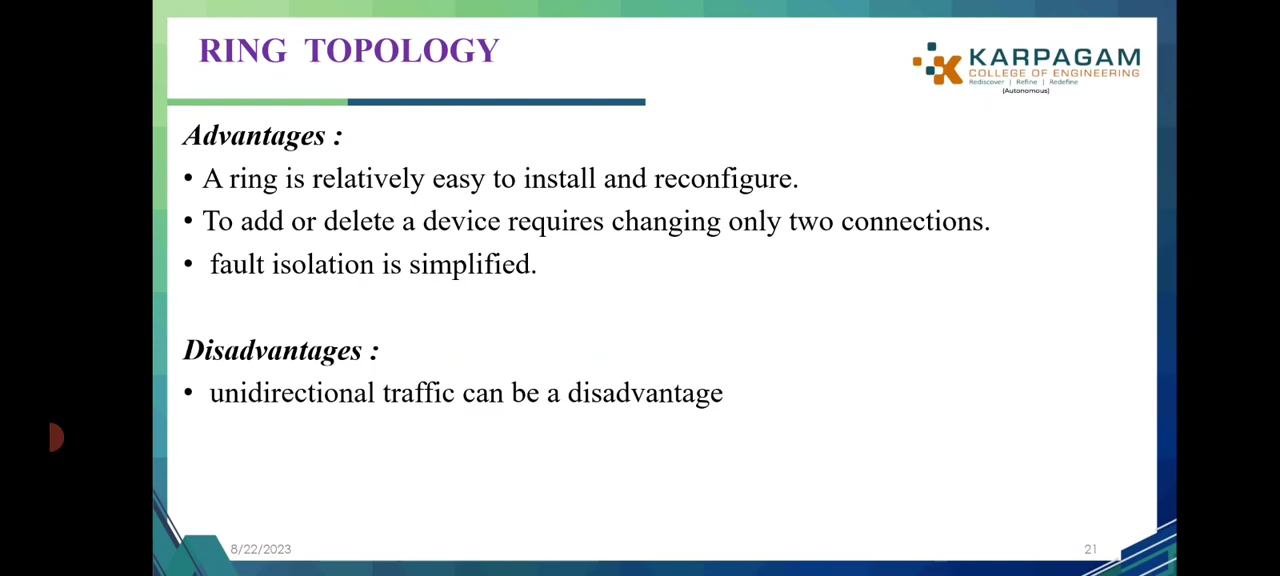 RING TOPOLOGY
KARPAGAM
COLLEGE OF ENGINEERING
Rediscover | Refine | Redefine
(Autonomous)
Advantages :
• A ring is relatively easy to install and reconfigure.
• To add or delete a device requires changing only two connections.
• fault isolation is simplified.
Disadvantages :
• unidirectional traffic can be a disadvantage
8/22/2023
21